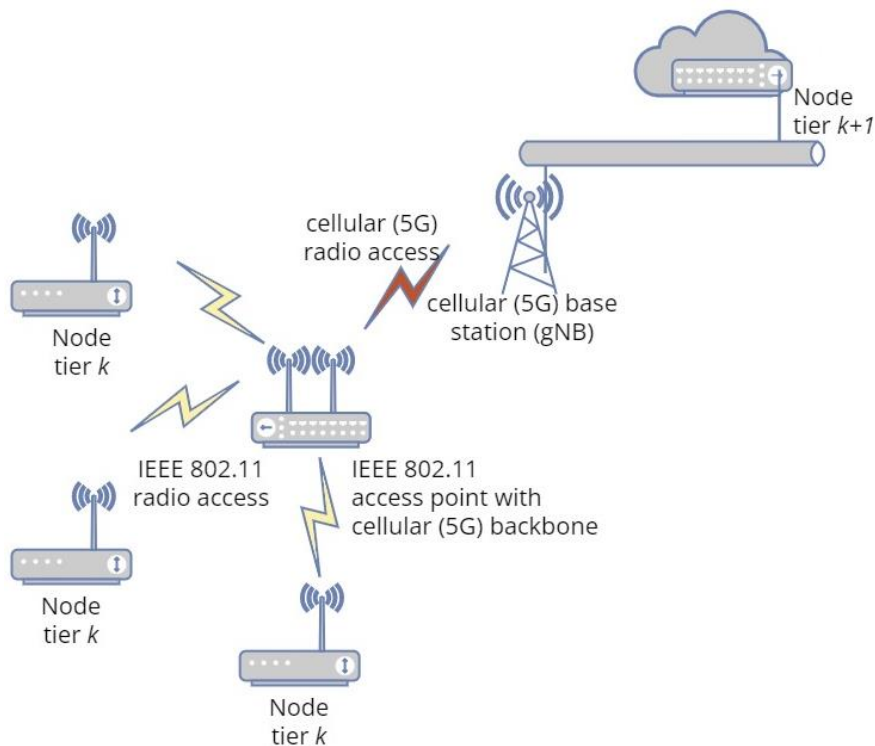 Node
tier k+1
cellular (5G)
radio access
cellular (5G) base
station (gNB)
Node
tier k
IEEE 802.11
radio access
IEEE 802.11
access point with
cellular (5G) backbone
Node
tier k
Node
tier k